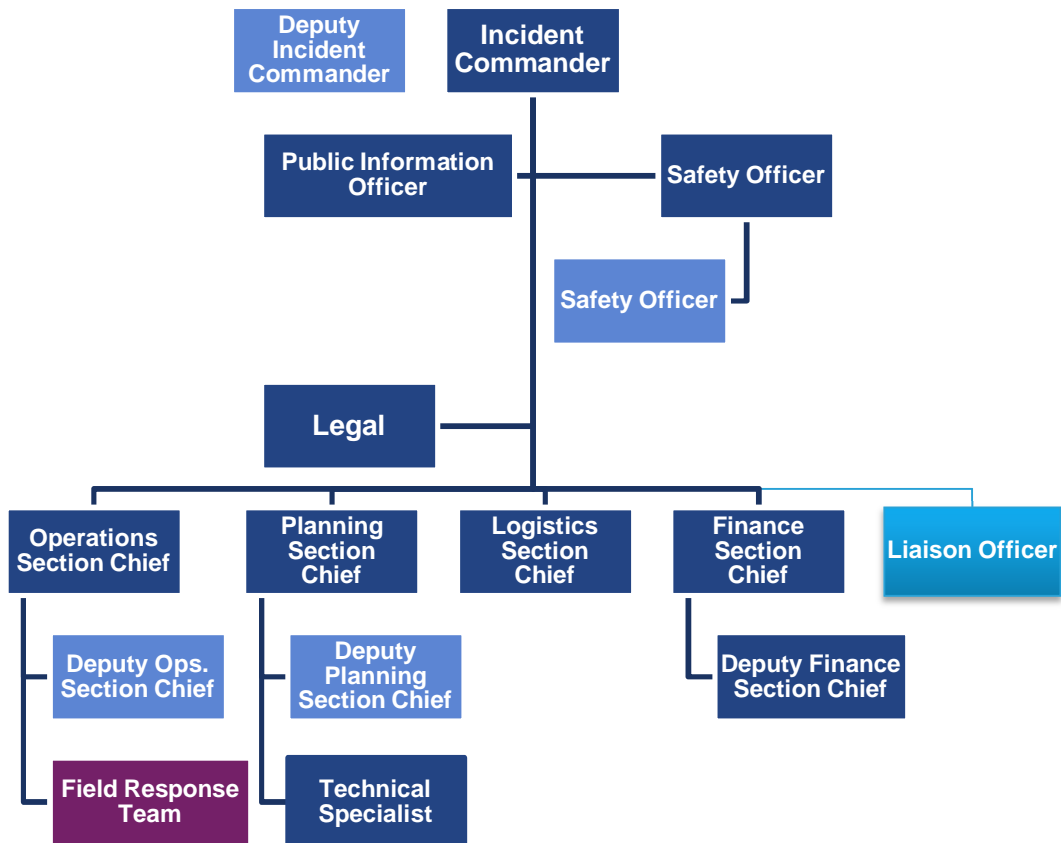 Deputy
Incident
Commander
Incident
Commander
Public Information
Officer
Safety Officer
Safety Officer
Legal
Operations
Section Chief
Planning
Section
Chief
Logistics
Section
Chief
Finance
Section
Chief
Liaison Officer
Deputy Ops.
Section Chief
Deputy
Planning
Section Chief
Deputy Finance
Section Chief
Field Response
Team
Technical
Specialist